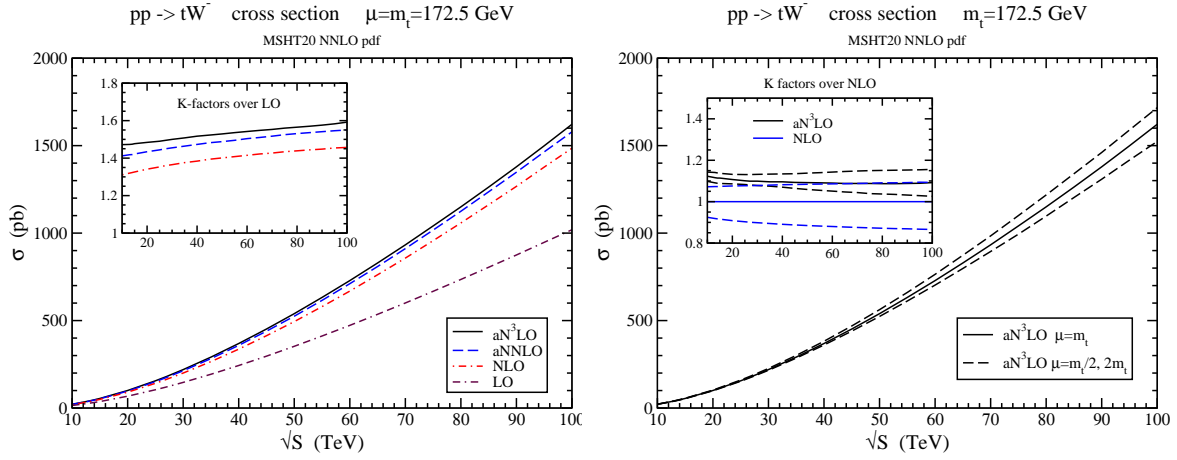 pp -> tW⁻ cross section μ=m_t=172.5 GeV
MSHT20 NNLO pdf
2000
1500
1000
500
0
σ (pb)
1.8
1.6
1.4
1.2
1
K-factors over LO
20 40 60 80 100
aN³LO
aNNLO
NLO
LO
10 20 30 40 50 60 70 80 90 100
√S (TeV)
pp -> tW⁻ cross section m_t=172.5 GeV
MSHT20 NNLO pdf
2000
1500
1000
500
0
σ (pb)
K factors over NLO
1.4
1.2
1
0.8
aN³LO
NLO
20 40 60 80 100
aN³LO μ=m_t
aN³LO μ=m_t/2, 2m_t
10 20 30 40 50 60 70 80 90 100
√S (TeV)